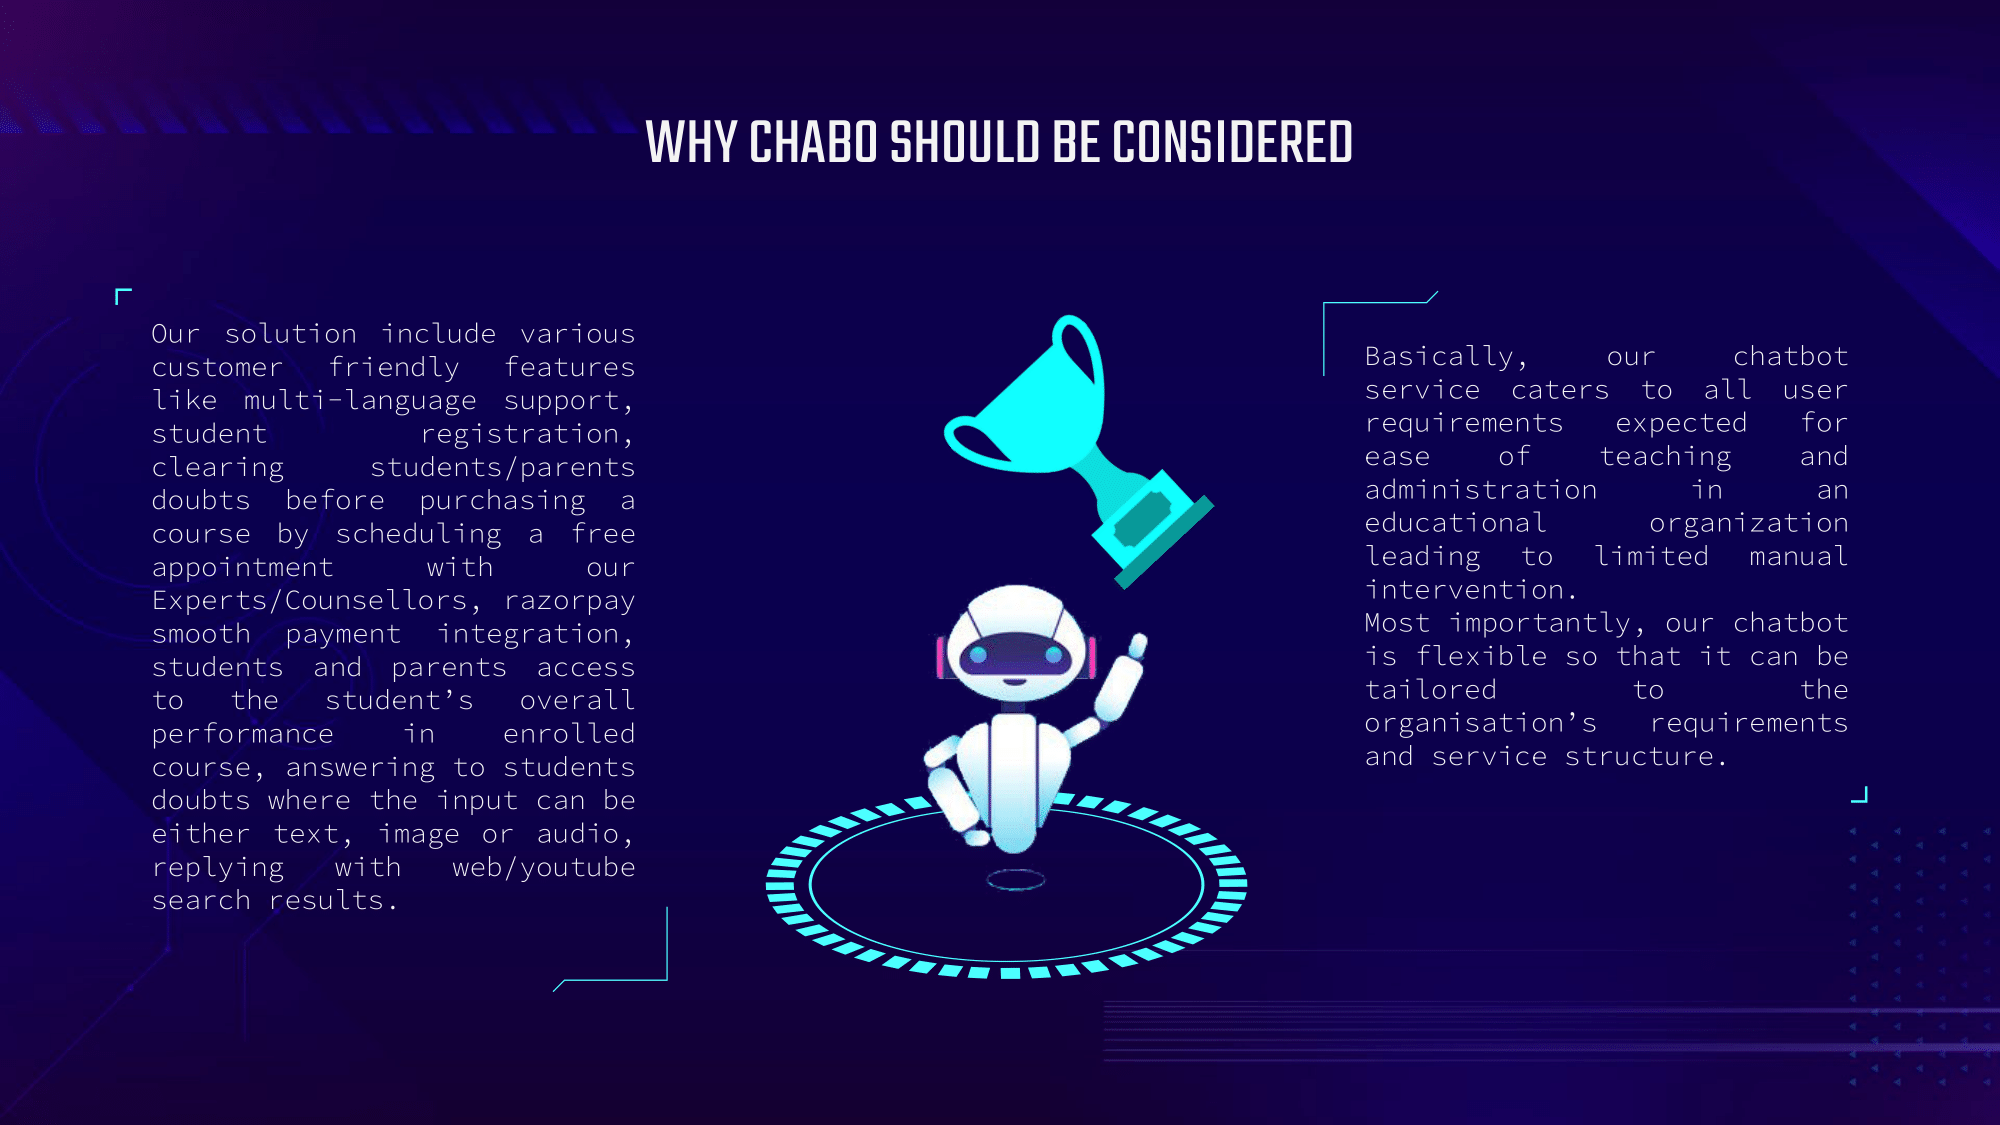 WHY CHABO SHOULD BE CONSIDERED
Our solution include various
customer friendly features
like multi-language support,
student registration,
clearing students/parents
doubts before purchasing a
course by scheduling a free
appointment with our
Experts/Counsellors, razorpay
smooth payment integration,
students and parents access
to the student’s overall
performance in enrolled
course, answering to students
doubts where the input can be
either text, image or audio,
replying with web/youtube
search results.
Basically, our chatbot
service caters to all user
requirements expected for
ease of teaching and
administration in an
educational organization
leading to limited manual
intervention.
Most importantly, our chatbot
is flexible so that it can be
tailored to the
organisation’s requirements
and service structure.